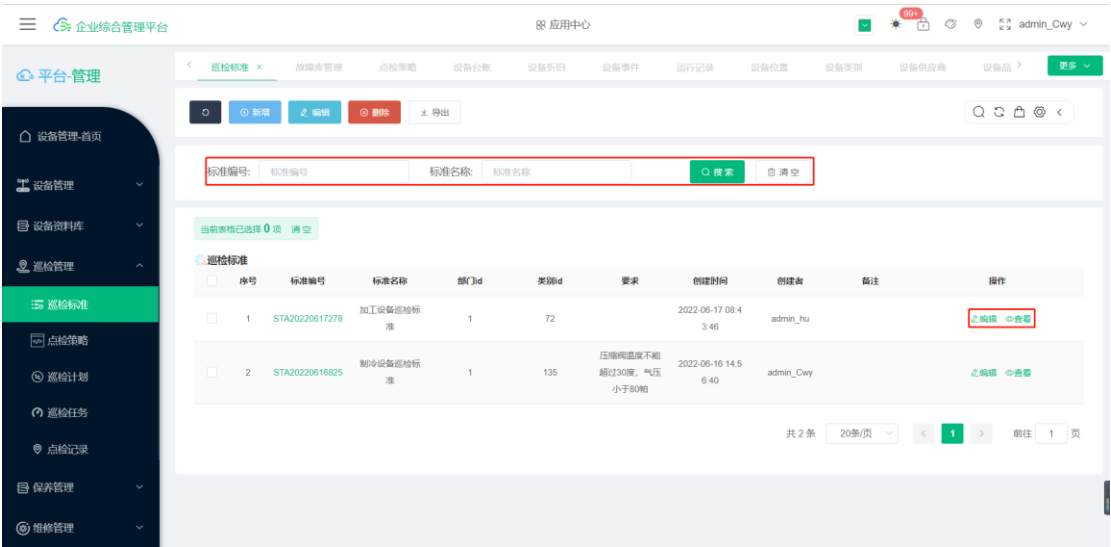 企业综合管理平台
应用中心
99+
admin_Cwy
平台-管理
巡检标准 ×
故障库管理
点检策略
设备台账
设备折旧
设备事件
运行记录
设备位置
设备类别
设备供应商
设备品
更多
新增
编辑
删除
导出
设备管理-首页
设备管理
设备资料库
巡检管理
巡检标准
点检策略
巡检计划
巡检任务
点检记录
保养管理
维修管理
标准编号: 标准编号 标准名称: 标准名称 搜索 清空
当前表格已选择 0 项 清空
巡检标准
序号 标准编号 标准名称 部门id 类别id 要求 创建时间 创建者 备注 操作
1 STA20220617278 加工设备巡检标准 1 72 2022-06-17 08:43:46 admin_hu 编辑 查看
2 STA20220616825 制冷设备巡检标准 1 135 压缩阀温度不能超过30度，气压小于80帕 2022-06-16 14:56:40 admin_Cwy 编辑 查看
共 2 条 20条/页 < 1 > 前往 1 页